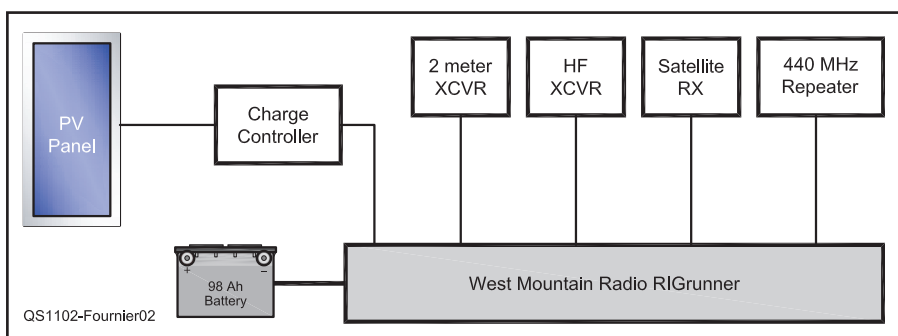 PV
Panel
Charge
Controller
2 meter
XCVR
HF
XCVR
Satellite
RX
440 MHz
Repeater
+
–
98 Ah
Battery
West Mountain Radio RIGrunner
QS1102-Fournier02